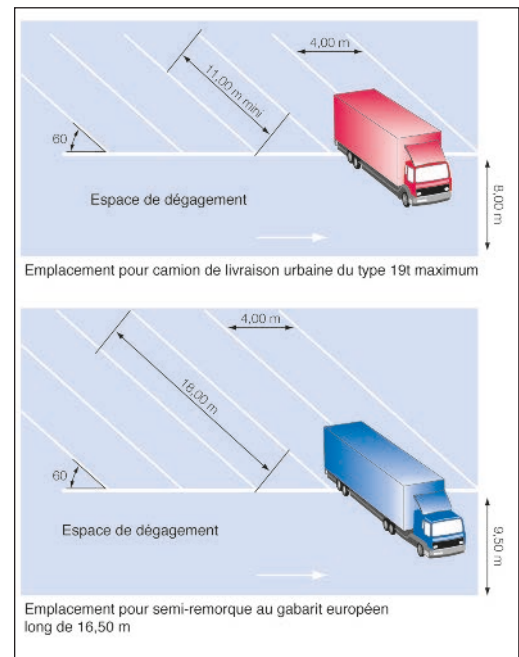 4,00 m
11,00 m mini
60
8,00 m
Espace de dégagement
Emplacement pour camion de livraison urbaine du type 19t maximum
4,00 m
18,00 m
60
9,50 m
Espace de dégagement
Emplacement pour semi-remorque au gabarit européen
long de 16,50 m